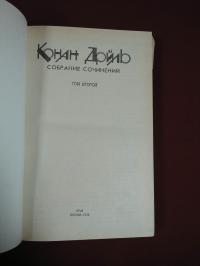 Конан Дойль
СОБРАНИЕ СОЧИНЕНИЙ
ТОМ ВТОРОЙ